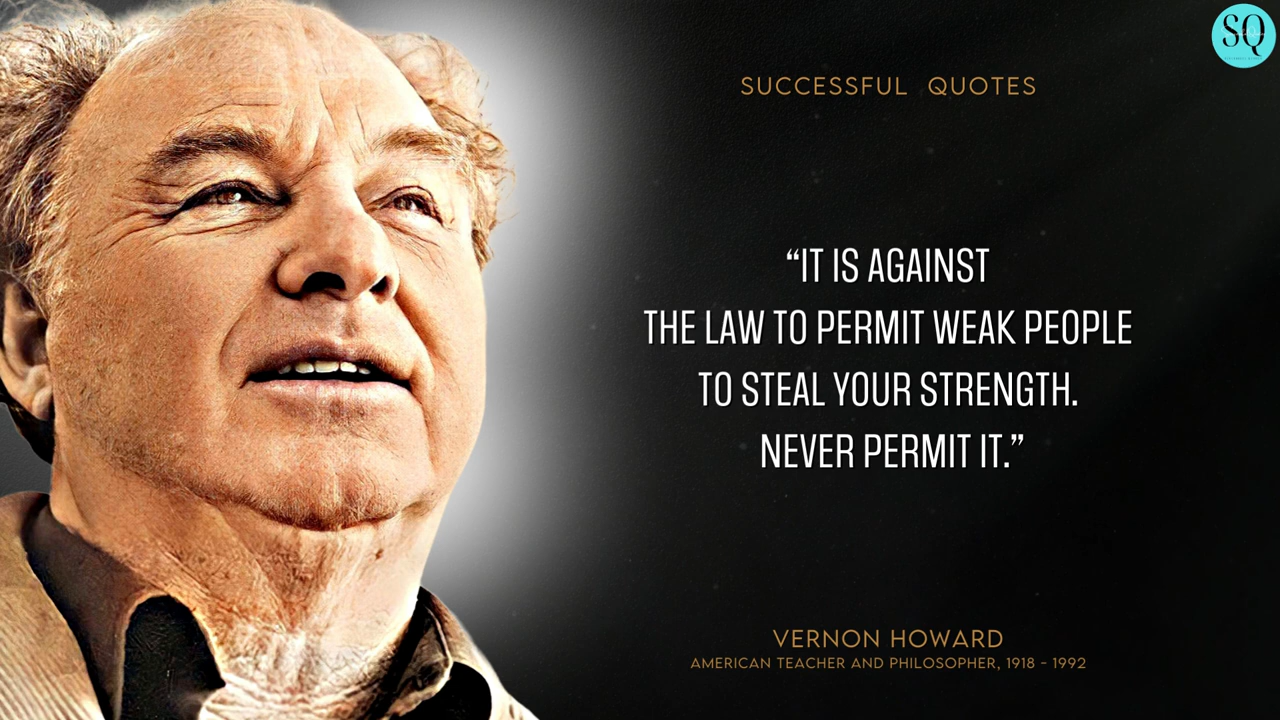 SQ
SUCCESSFUL QUOTES
“IT IS AGAINST
THE LAW TO PERMIT WEAK PEOPLE
TO STEAL YOUR STRENGTH.
NEVER PERMIT IT.”
VERNON HOWARD
AMERICAN TEACHER AND PHILOSOPHER, 1918 - 1992